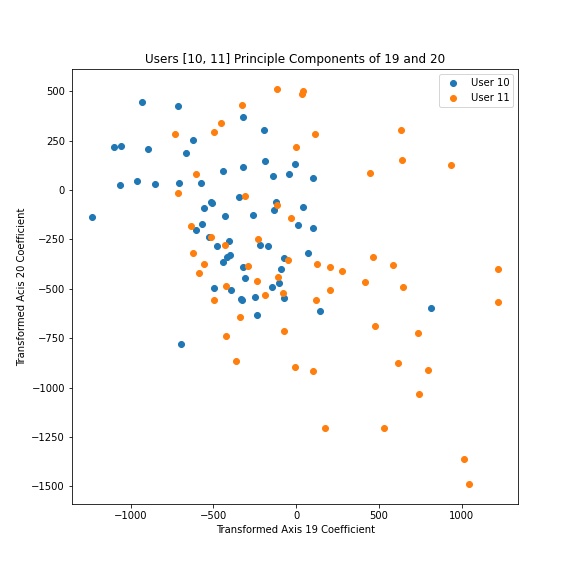 Users [10, 11] Principle Components of 19 and 20
User 10
User 11
500
250
0
−250
−500
−750
−1000
−1250
−1500
Transformed Acis 20 Coefficient
−1000
−500
0
500
1000
Transformed Axis 19 Coefficient